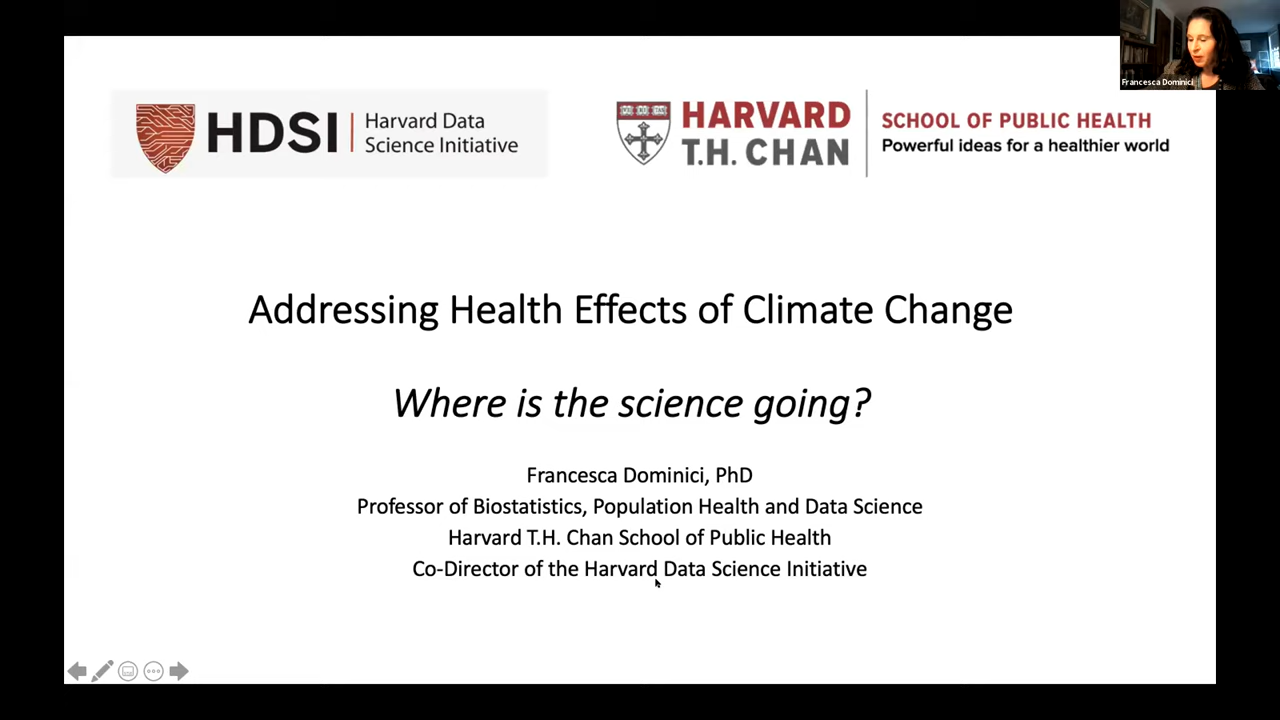 Francesca Dominici
HDSI
Harvard Data
Science Initiative
HARVARD
T.H. CHAN
SCHOOL OF PUBLIC HEALTH
Powerful ideas for a healthier world
Addressing Health Effects of Climate Change
Where is the science going?
Francesca Dominici, PhD
Professor of Biostatistics, Population Health and Data Science
Harvard T.H. Chan School of Public Health
Co-Director of the Harvard Data Science Initiative